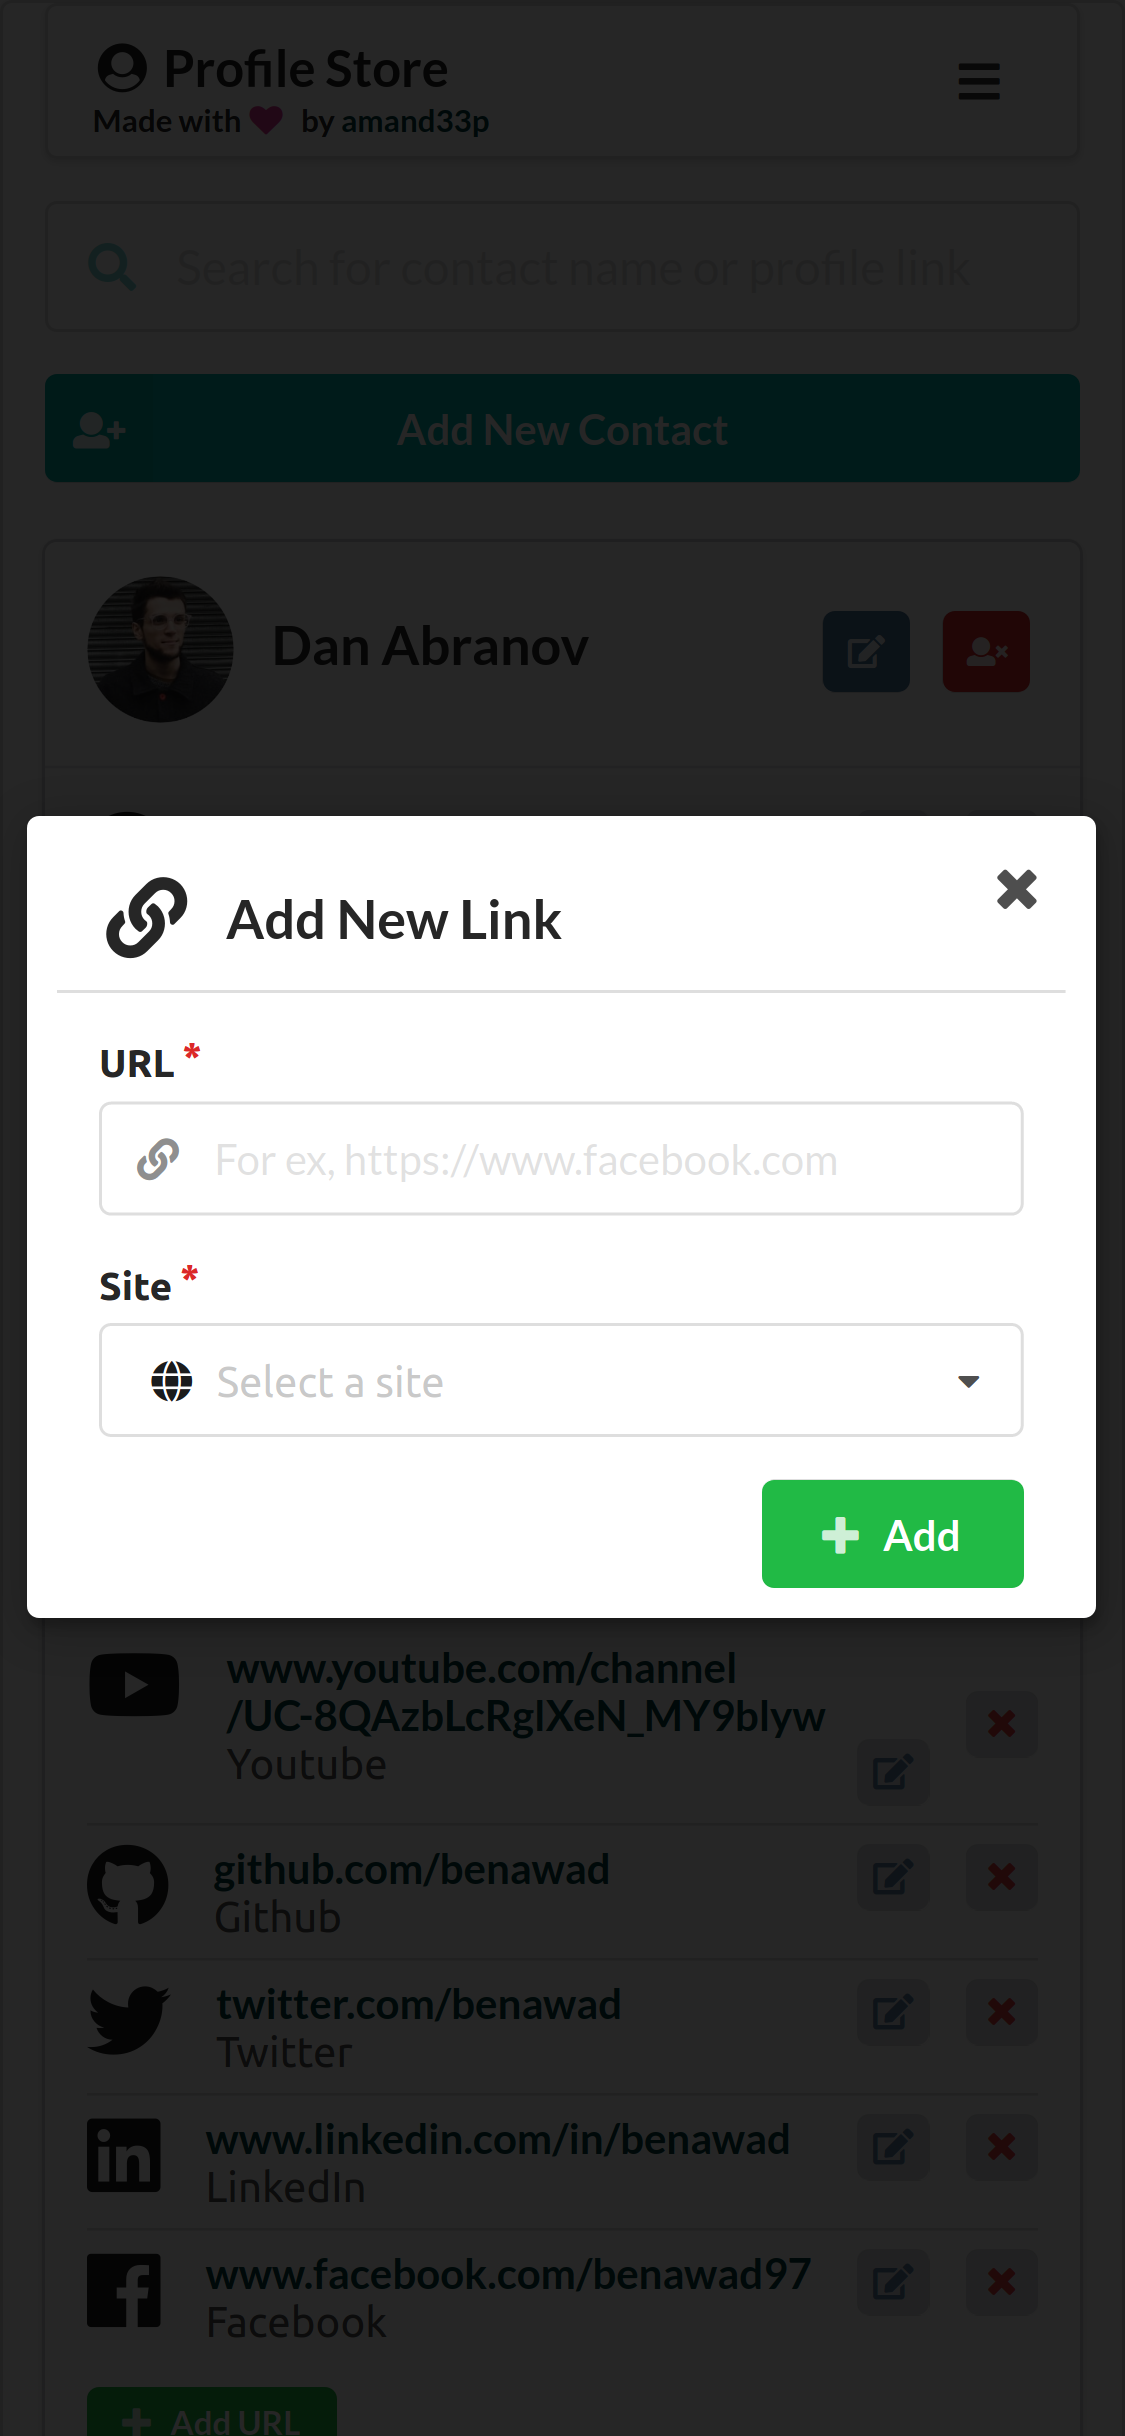 Profile Store
Made with by amand33p
Search for contact name or profile link
Add New Contact
Dan Abranov
Add New Link
URL *
For ex, https://www.facebook.com
Site *
Select a site
Add
www.youtube.com/channel
/UC-8QAzbLcRglXeN_MY9blyw
Youtube
github.com/benawad
Github
twitter.com/benawad
Twitter
www.linkedin.com/in/benawad
LinkedIn
www.facebook.com/benawad97
Facebook
Add URL